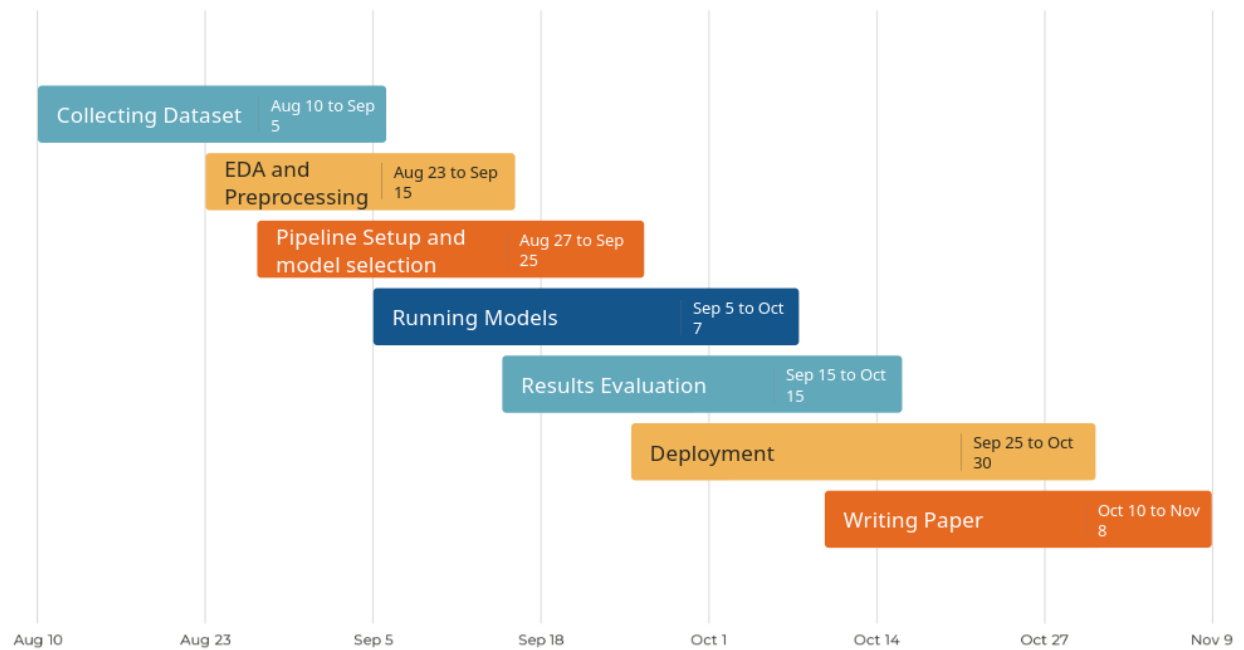 Collecting Dataset
Aug 10 to Sep
5
EDA and
Preprocessing
Aug 23 to Sep
15
Pipeline Setup and
model selection
Aug 27 to Sep
25
Running Models
Sep 5 to Oct
7
Results Evaluation
Sep 15 to Oct
15
Deployment
Sep 25 to Oct
30
Writing Paper
Oct 10 to Nov
8
Aug 10
Aug 23
Sep 5
Sep 18
Oct 1
Oct 14
Oct 27
Nov 9